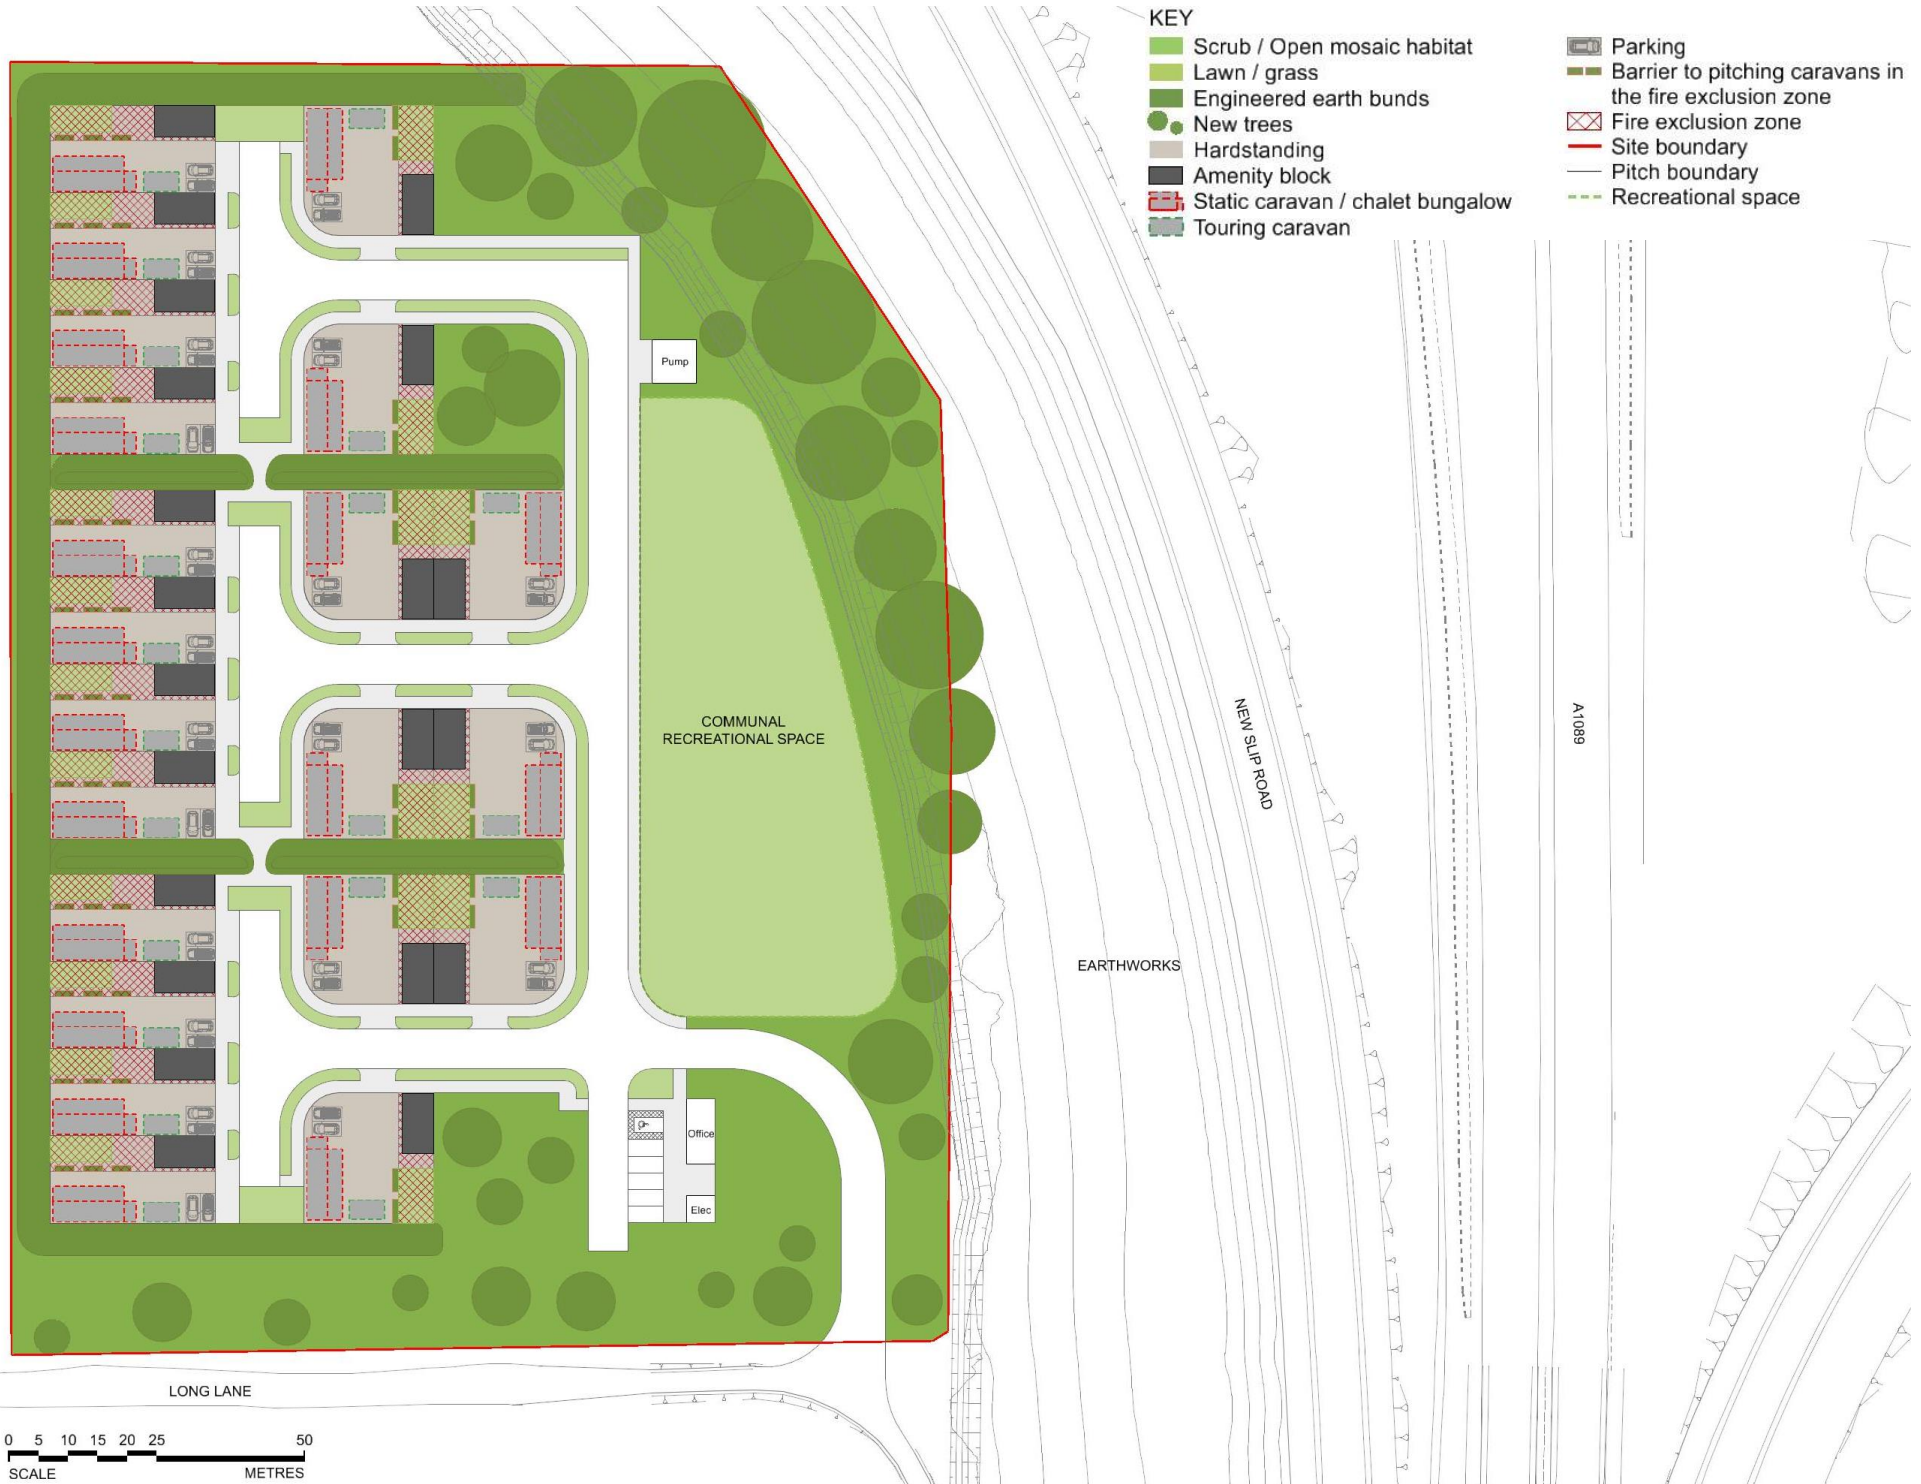 KEY
Scrub / Open mosaic habitat
Lawn / grass
Engineered earth bunds
New trees
Hardstanding
Amenity block
Static caravan / chalet bungalow
Touring caravan
Parking
Barrier to pitching caravans in
the fire exclusion zone
Fire exclusion zone
Site boundary
Pitch boundary
Recreational space
Pump
COMMUNAL
RECREATIONAL SPACE
NEW SLIP ROAD
A1089
EARTHWORKS
Office
Elec
LONG LANE
0 5 10 15 20 25 50
SCALE METRES